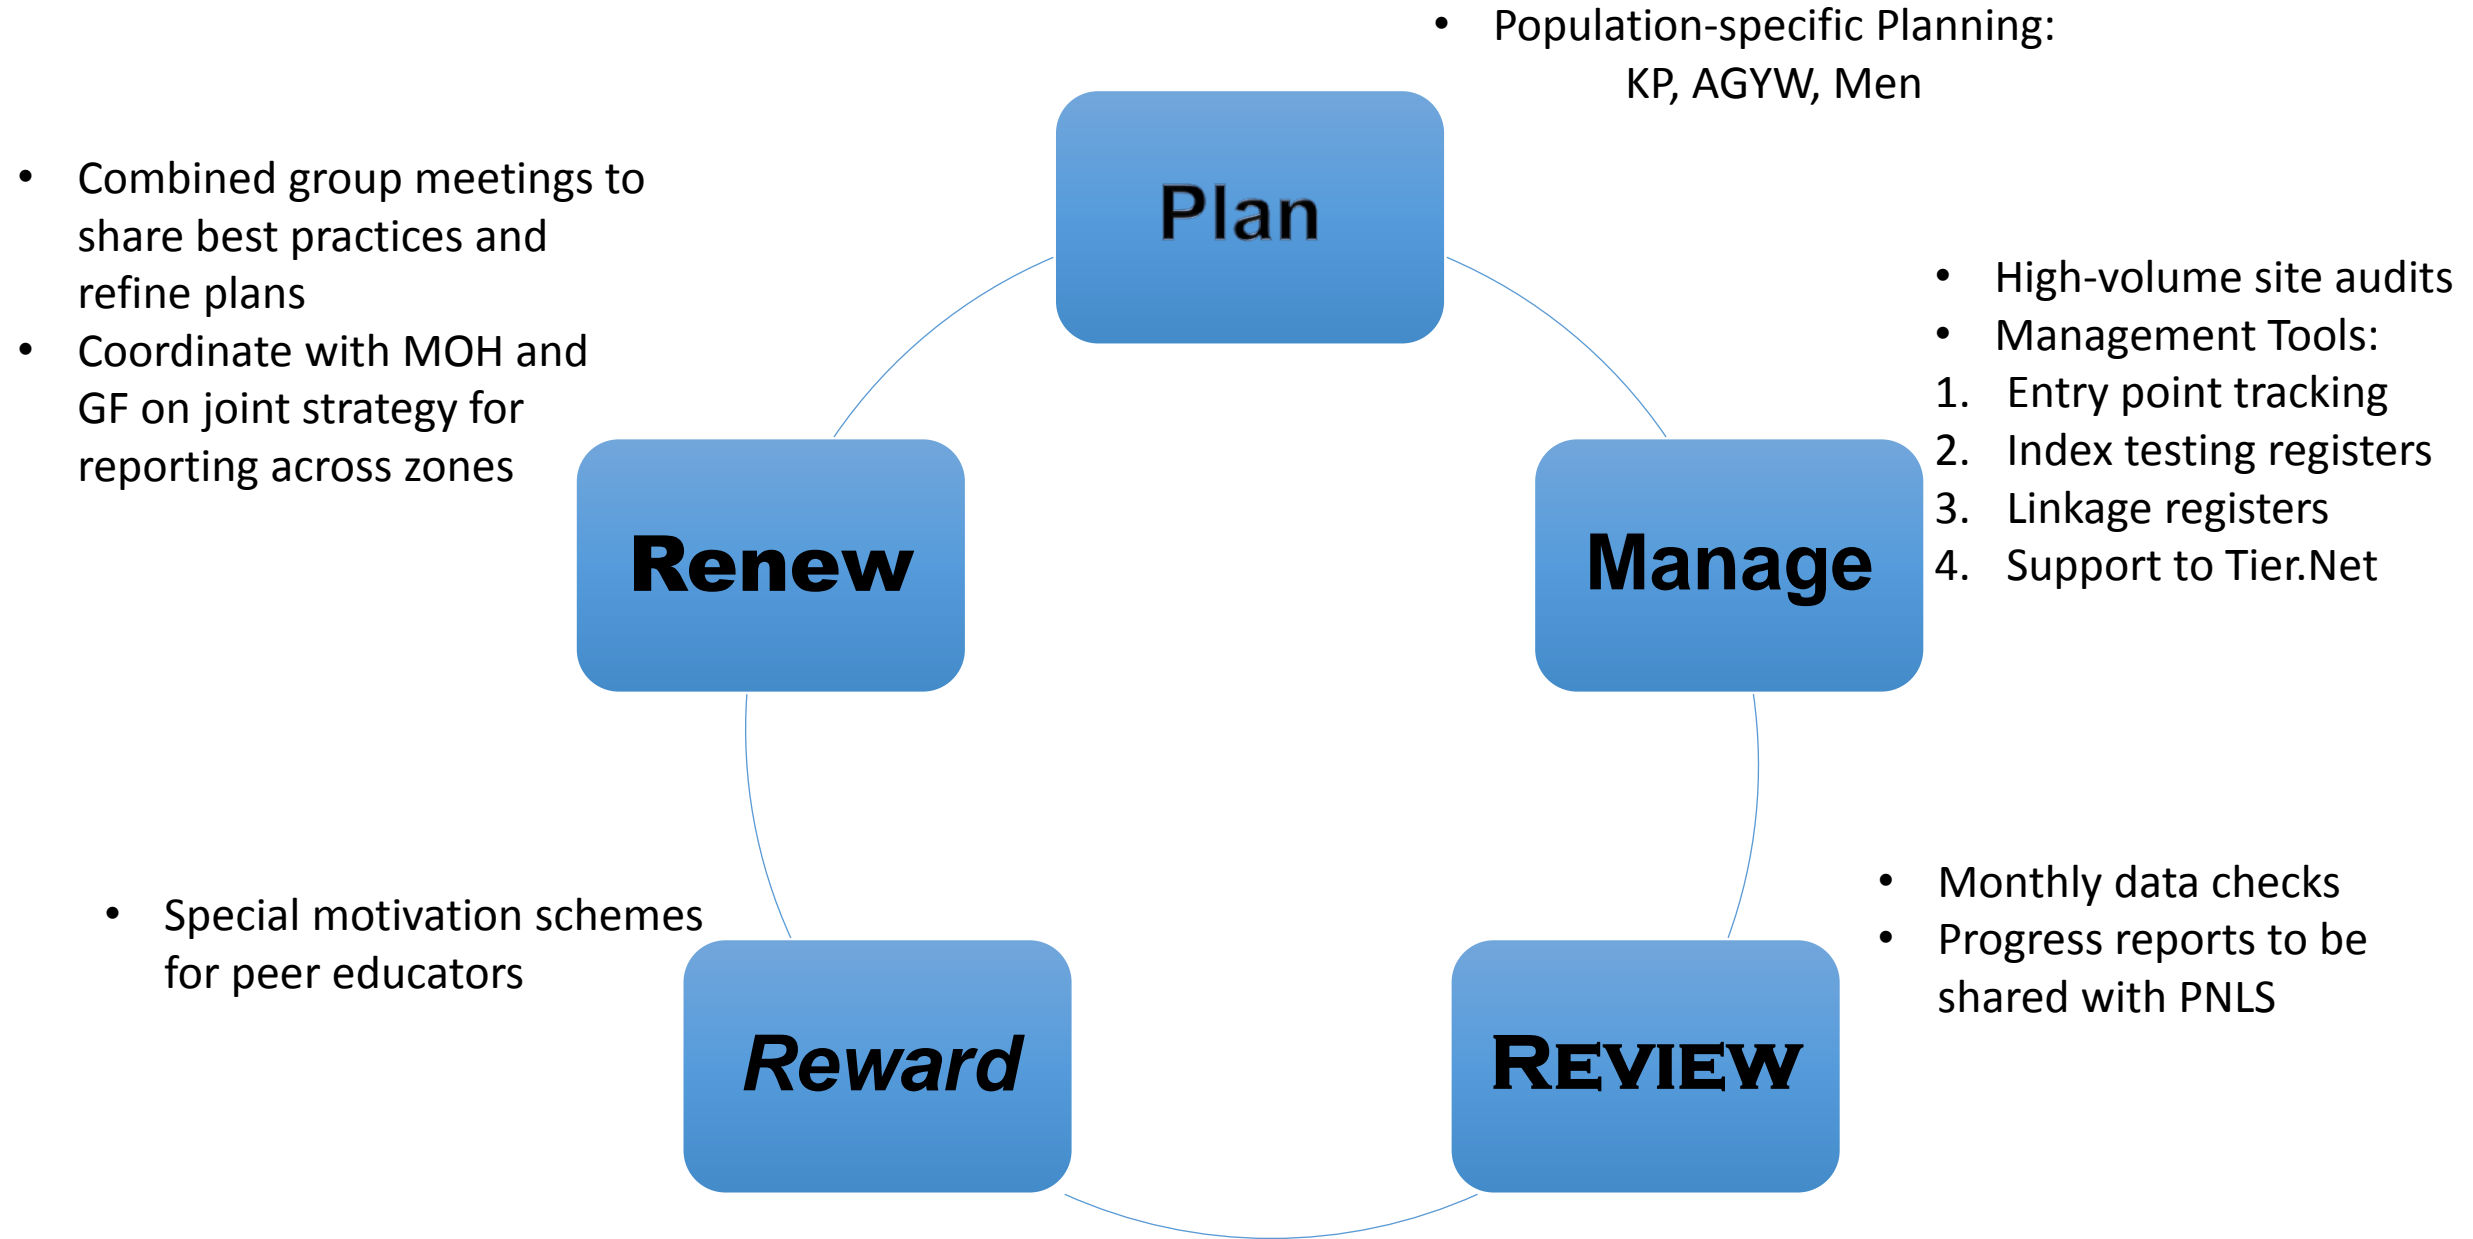 • Population-specific Planning:
KP, AGYW, Men
Plan
• Combined group meetings to
share best practices and
refine plans
• Coordinate with MOH and
GF on joint strategy for
reporting across zones
Renew
• High-volume site audits
• Management Tools:
1. Entry point tracking
2. Index testing registers
3. Linkage registers
4. Support to Tier.Net
Manage
• Monthly data checks
• Progress reports to be
shared with PNLS
REVIEW
• Special motivation schemes
for peer educators
Reward